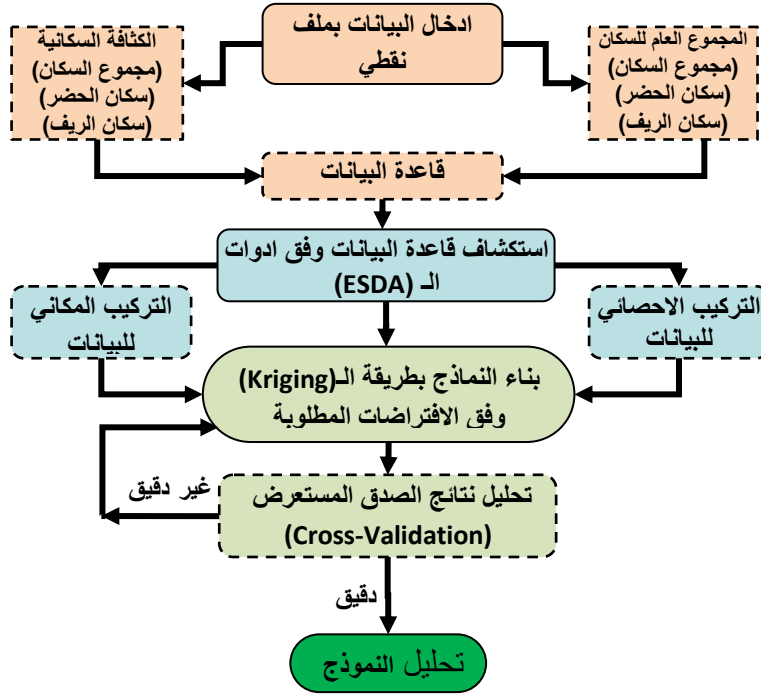 ادخال البيانات بملف
نقطي
المجموع العام للسكان
(مجموع السكان)
(سكان الحضر)
(سكان الريف)
الكثافة السكانية
(مجموع السكان)
(سكان الحضر)
(سكان الريف)
قاعدة البيانات
استكشاف قاعدة البيانات وفق ادوات
الـ (ESDA)
التركيب الاحصائي
للبيانات
التركيب المكاني
للبيانات
بناء النماذج بطريقة الـ(Kriging)
وفق الافتراضات المطلوبة
تحليل نتائج الصدق المستعرض
(Cross-Validation)
غير دقيق
دقيق
تحليل النموذج